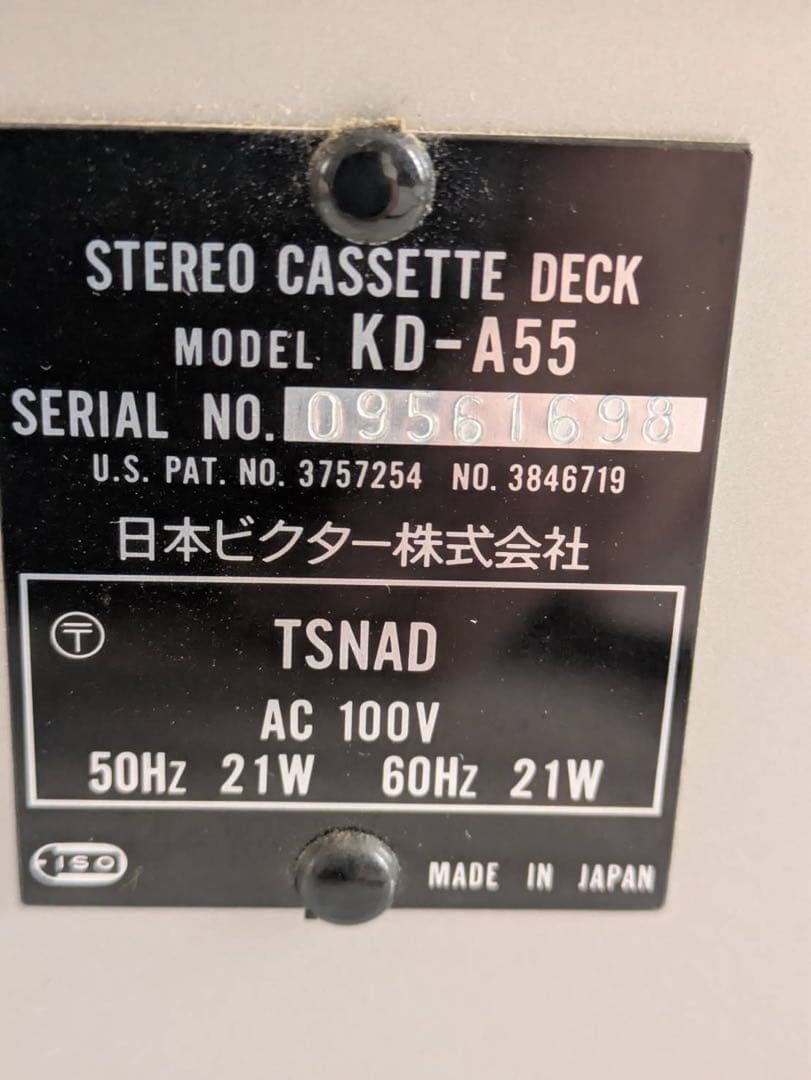 STEREO CASSETTE DECK
MODEL KD-A55
SERIAL NO. 09561698
U.S. PAT. NO. 3757254 NO. 3846719
日本ビクター株式会社
〒 TSNAD
AC 100V
50Hz 21W 60Hz 21W
JSO MADE IN JAPAN